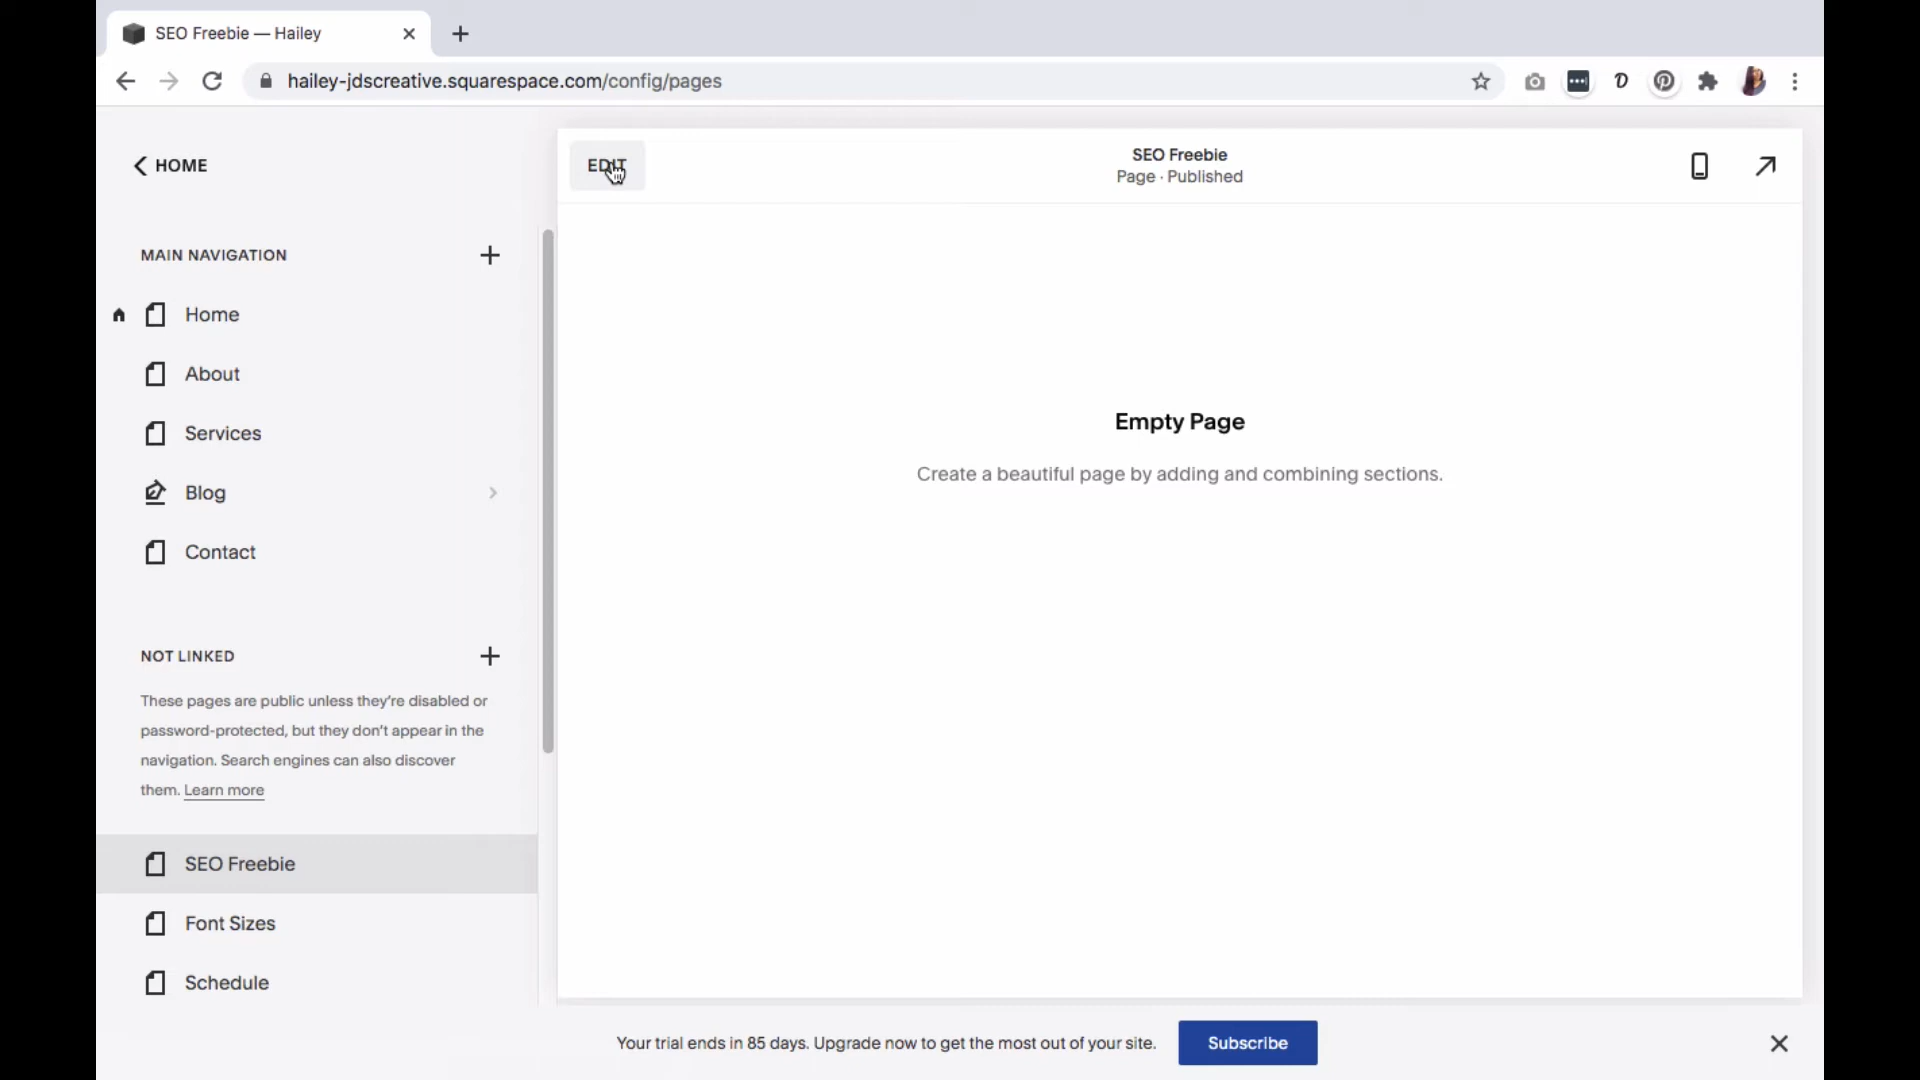 SEO Freebie — Hailey
hailey-jdscreative.squarespace.com/config/pages
HOME
EDIT
SEO Freebie
Page · Published
MAIN NAVIGATION
Home
About
Services
Blog
Contact
NOT LINKED
These pages are public unless they're disabled or
password-protected, but they don't appear in the
navigation. Search engines can also discover
them. Learn more
SEO Freebie
Font Sizes
Schedule
Empty Page
Create a beautiful page by adding and combining sections.
Your trial ends in 85 days. Upgrade now to get the most out of your site.
Subscribe